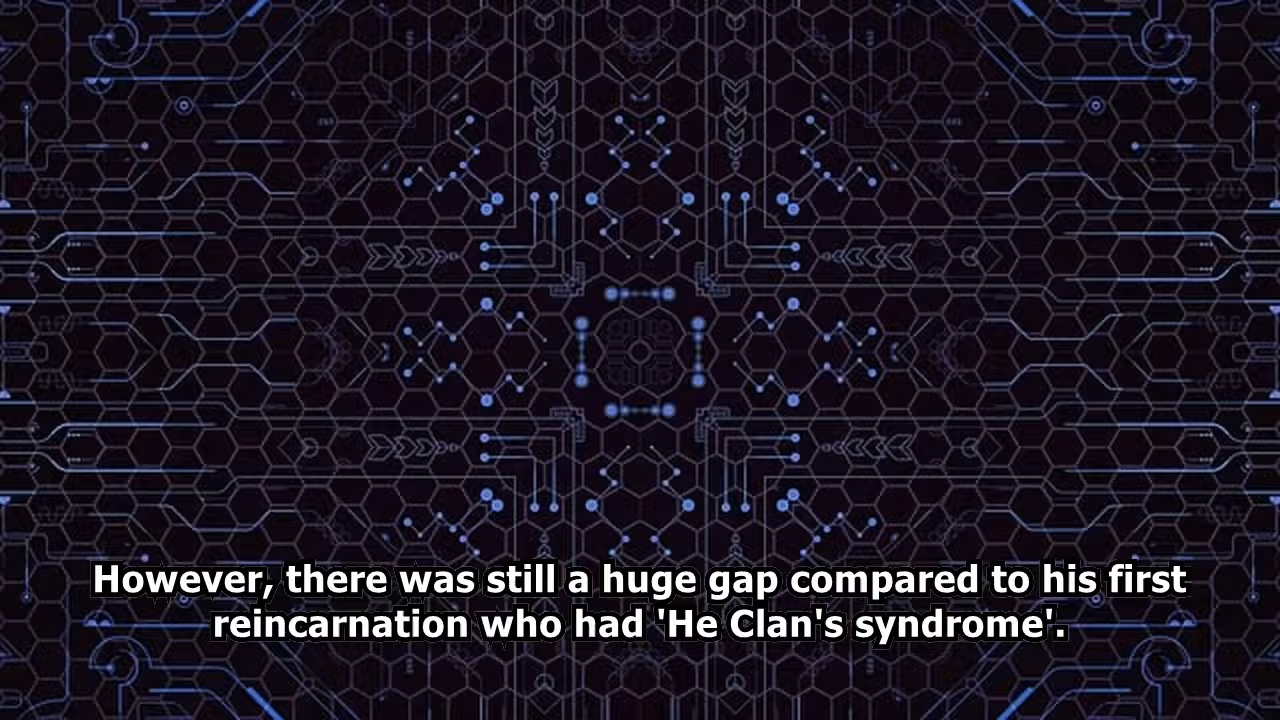 However, there was still a huge gap compared to his first
reincarnation who had 'He Clan's syndrome'.